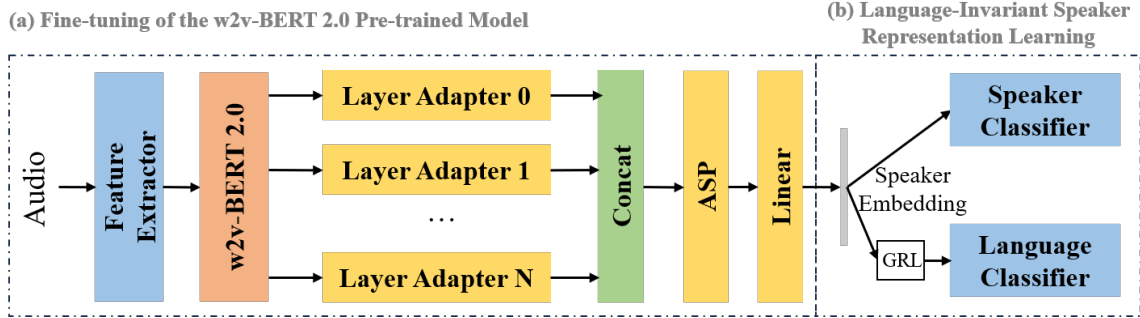 (a) Fine-tuning of the w2v-BERT 2.0 Pre-trained Model
(b) Language-Invariant Speaker
Representation Learning
Audio
Feature
Extractor
w2v-BERT 2.0
Layer Adapter 0
Layer Adapter 1
...
Layer Adapter N
Concat
ASP
Linear
Speaker
Embedding
GRL
Speaker
Classifier
Language
Classifier